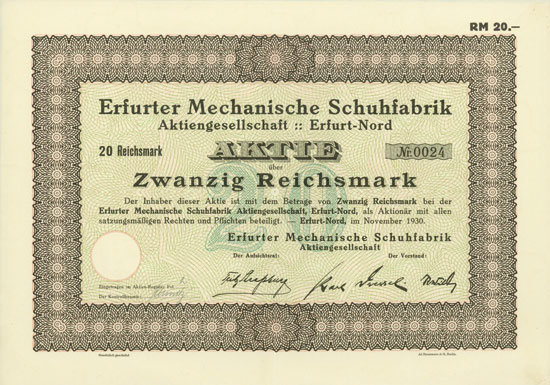 RM 20.—
Erfurter Mechanische Schuhfabrik
Aktiengesellschaft :: Erfurt-Nord
20 Reichsmark AKTIE № 0024
über
Zwanzig Reichsmark
Der Inhaber dieser Aktie ist mit dem Betrage von Zwanzig Reichsmark bei der
Erfurter Mechanische Schuhfabrik Aktiengesellschaft, Erfurt-Nord, als Aktionär mit allen
satzungsmäßigen Rechten und Pflichten beteiligt. — Erfurt-Nord, im November 1930.
Erfurter Mechanische Schuhfabrik
Aktiengesellschaft
Der Aufsichtsrat: Der Vorstand:
Eingetragen im Aktien-Register Fol.
Der Kontrollbeamte: